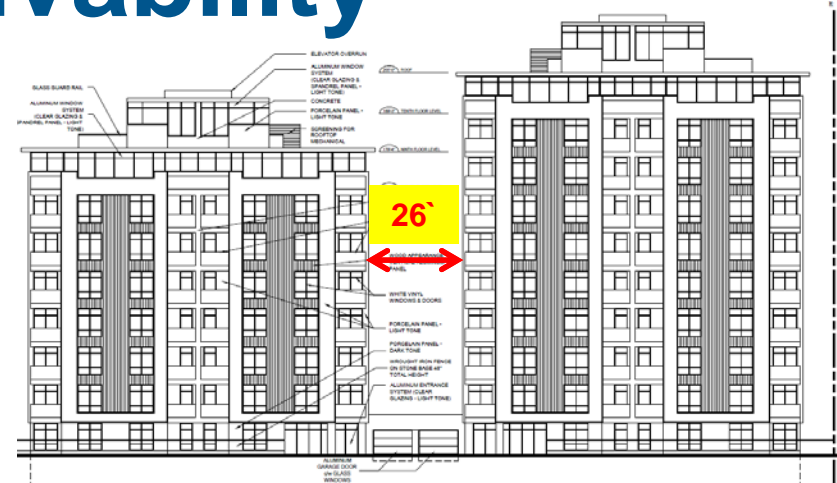 vability
ELEVATOR OVERRUN
ALUMINUM WINDOW
SYSTEM
(CLEAR GLAZING &
SPANDREL PANEL -
LIGHT TONE)
GLASS GUARD RAIL
ALUMINUM WINDOW
SYSTEM
(CLEAR GLAZING &
SPANDREL PANEL - LIGHT
TONE)
CONCRETE
PORCELAIN PANEL -
LIGHT TONE
SCREENING FOR
ROOFTOP
MECHANICAL
ROOF
TENTH FLOOR LEVEL
NINTH FLOOR LEVEL
26`
WOOD APPEARANCE
PANEL
WHITE VINYL
WINDOWS & DOORS
PORCELAIN PANEL -
LIGHT TONE
PORCELAIN PANEL -
DARK TONE
WROUGHT IRON FENCE
ON STONE BASE 48"
TOTAL HEIGHT
ALUMINUM ENTRANCE
SYSTEM (CLEAR
GLAZING - LIGHT TONE)
ALUMINUM
GARAGE DOOR
c/w GLASS
WINDOWS